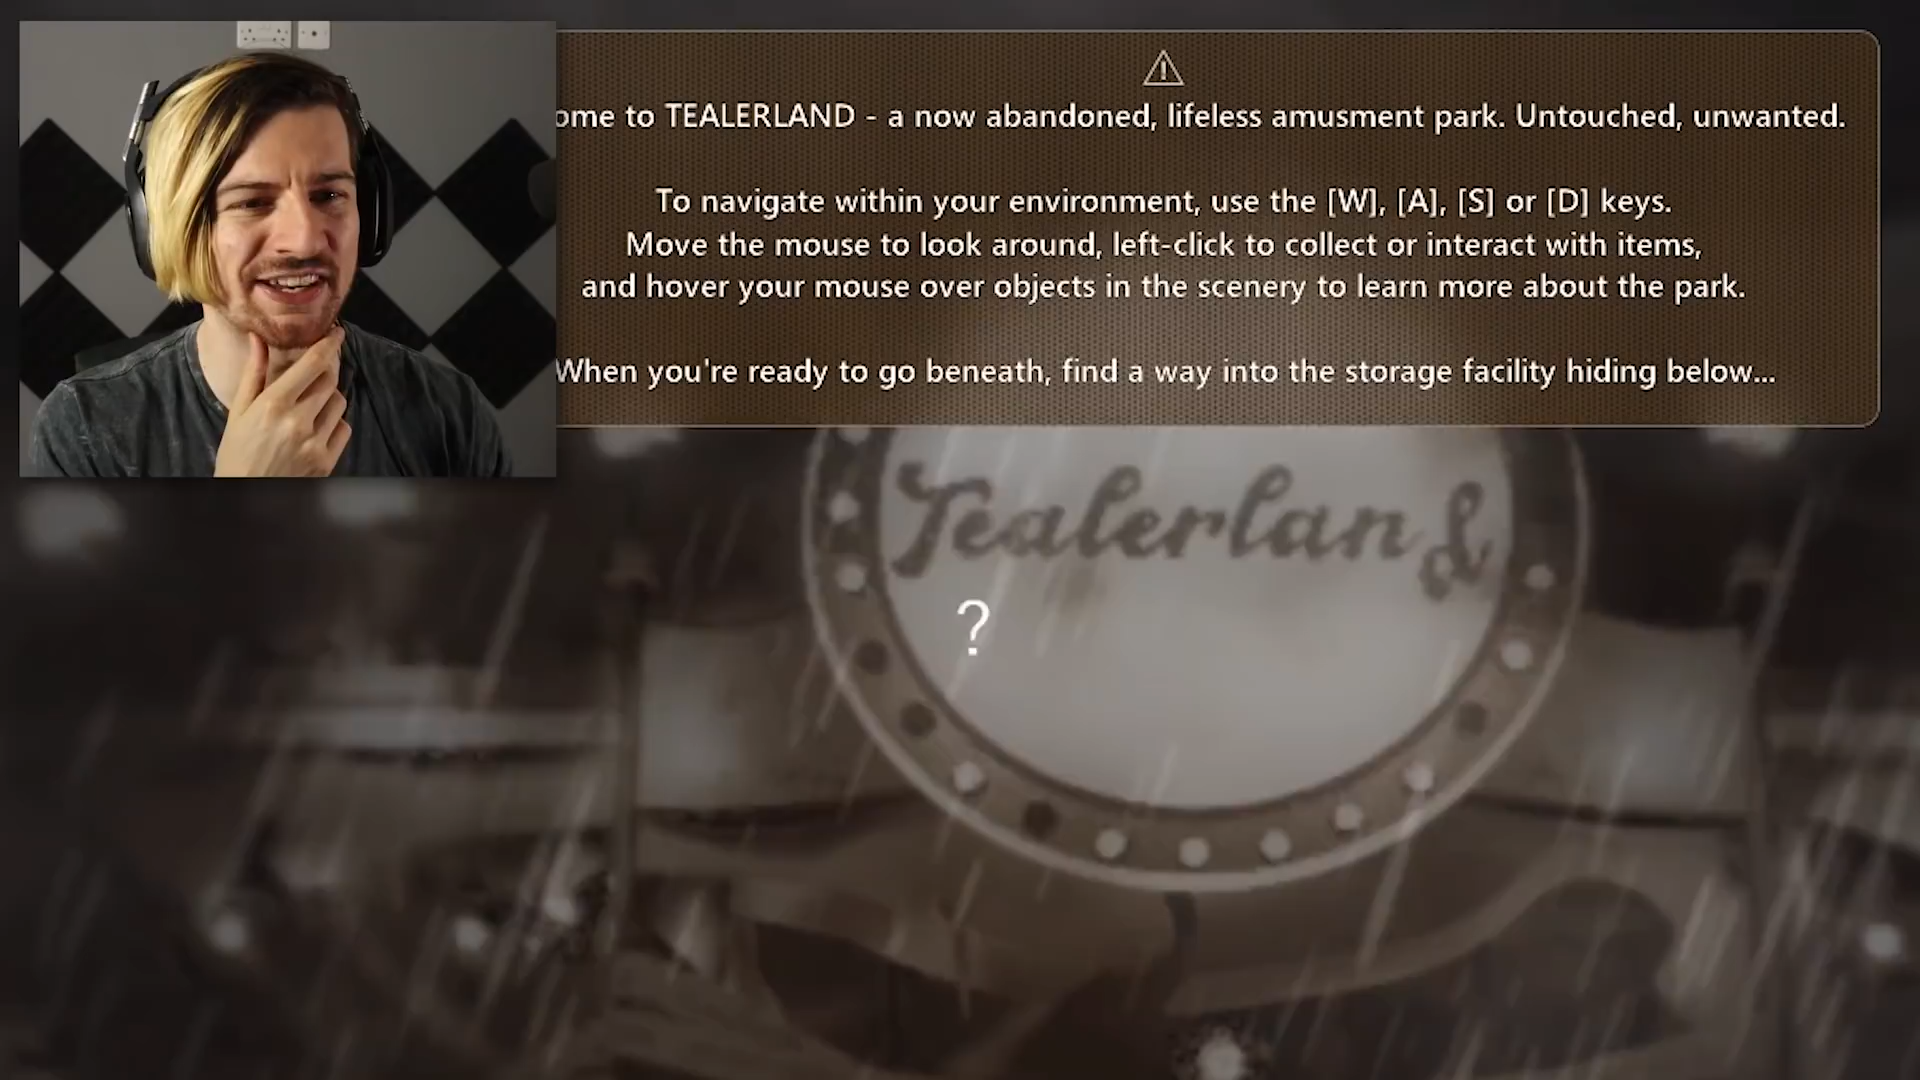 ome to TEALERLAND - a now abandoned, lifeless amusment park. Untouched, unwanted.
To navigate within your environment, use the [W], [A], [S] or [D] keys.
Move the mouse to look around, left-click to collect or interact with items,
and hover your mouse over objects in the scenery to learn more about the park.
When you're ready to go beneath, find a way into the storage facility hiding below...
Tealerland
?